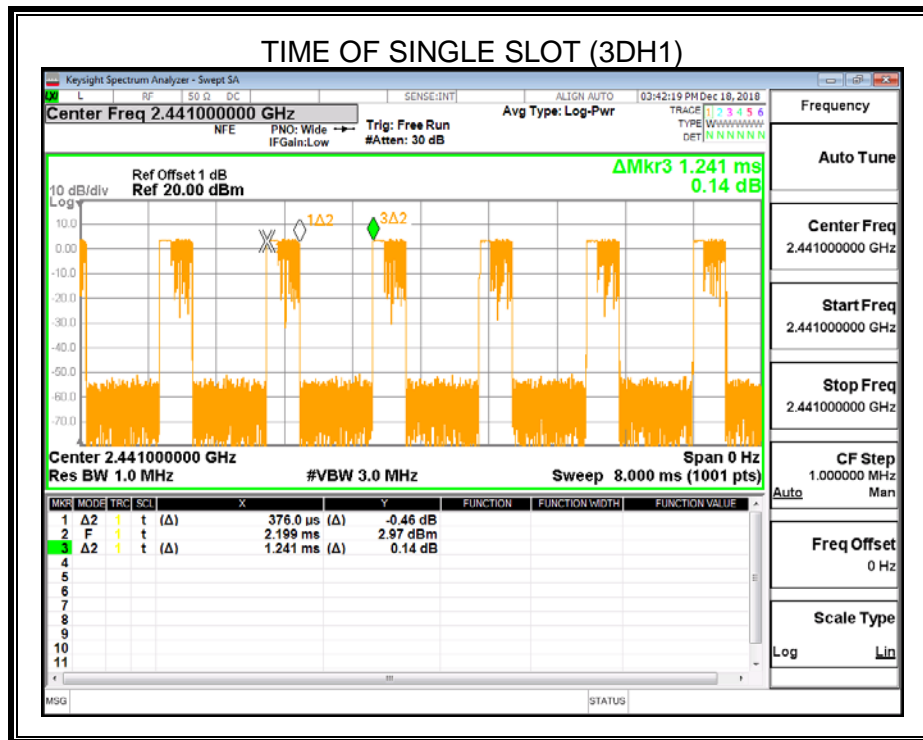 TIME OF SINGLE SLOT (3DH1)
Keysight Spectrum Analyzer - Swept SA
LXI L RF 50 Ω DC SENSE:INT ALIGN AUTO 03:42:19 PM Dec 18, 2018
Center Freq 2.441000000 GHz
NFE PNO: Wide IFGain:Low
Trig: Free Run
#Atten: 30 dB
Avg Type: Log-Pwr
TRACE 1 2 3 4 5 6
TYPE WWWWWW
DET N N N N N N
Frequency
ΔMkr3 1.241 ms
0.14 dB
Ref Offset 1 dB
10 dB/div Ref 20.00 dBm
Log
10.0
0.00
-10.0
-20.0
-30.0
-40.0
-50.0
-60.0
-70.0
1Δ2
3Δ2
Center 2.441000000 GHz Span 0 Hz
Res BW 1.0 MHz #VBW 3.0 MHz Sweep 8.000 ms (1001 pts)
MKR MODE TRC SCL X Y FUNCTION FUNCTION WIDTH FUNCTION VALUE
1 Δ2 1 t (Δ) 376.0 µs (Δ) -0.46 dB
2 F 1 t 2.199 ms 2.97 dBm
3 Δ2 1 t (Δ) 1.241 ms (Δ) 0.14 dB
4
5
6
7
8
9
10
11
MSG STATUS
Auto Tune
Center Freq
2.441000000 GHz
Start Freq
2.441000000 GHz
Stop Freq
2.441000000 GHz
CF Step
1.000000 MHz
Auto Man
Freq Offset
0 Hz
Scale Type
Log Lin